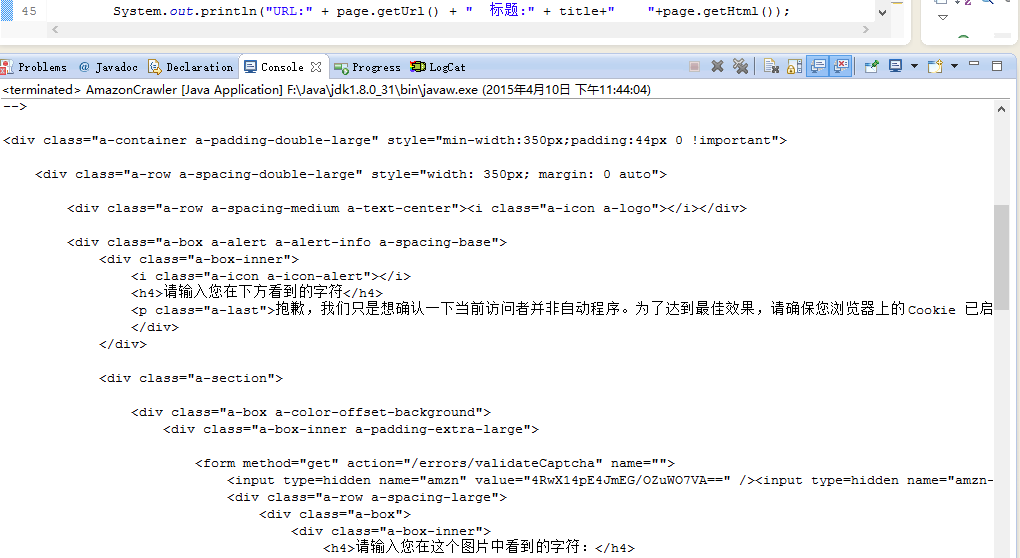 45 System.out.println("URL:" + page.getUrl() + "  标题:" + title+"    "+page.getHtml());
Problems @ Javadoc Declaration Console Progress LogCat
<terminated> AmazonCrawler [Java Application] F:\Java\jdk1.8.0_31\bin\javaw.exe (2015年4月10日 下午11:44:04)
-->
<div class="a-container a-padding-double-large" style="min-width:350px;padding:44px 0 !important">
<div class="a-row a-spacing-double-large" style="width: 350px; margin: 0 auto">
<div class="a-row a-spacing-medium a-text-center"><i class="a-icon a-logo"></i></div>
<div class="a-box a-alert a-alert-info a-spacing-base">
<div class="a-box-inner">
<i class="a-icon a-icon-alert"></i>
<h4>请输入您在下方看到的字符</h4>
<p class="a-last">抱歉，我们只是想确认一下当前访问者并非自动程序。为了达到最佳效果，请确保您浏览器上的 Cookie 已启
</div>
</div>
<div class="a-section">
<div class="a-box a-color-offset-background">
<div class="a-box-inner a-padding-extra-large">
<form method="get" action="/errors/validateCaptcha" name="">
<input type=hidden name="amzn" value="4RwX14pE4JmEG/OZuWO7VA==" /><input type=hidden name="amzn-
<div class="a-row a-spacing-large">
<div class="a-box">
<div class="a-box-inner">
<h4>请输入您在这个图片中看到的字符：</h4>